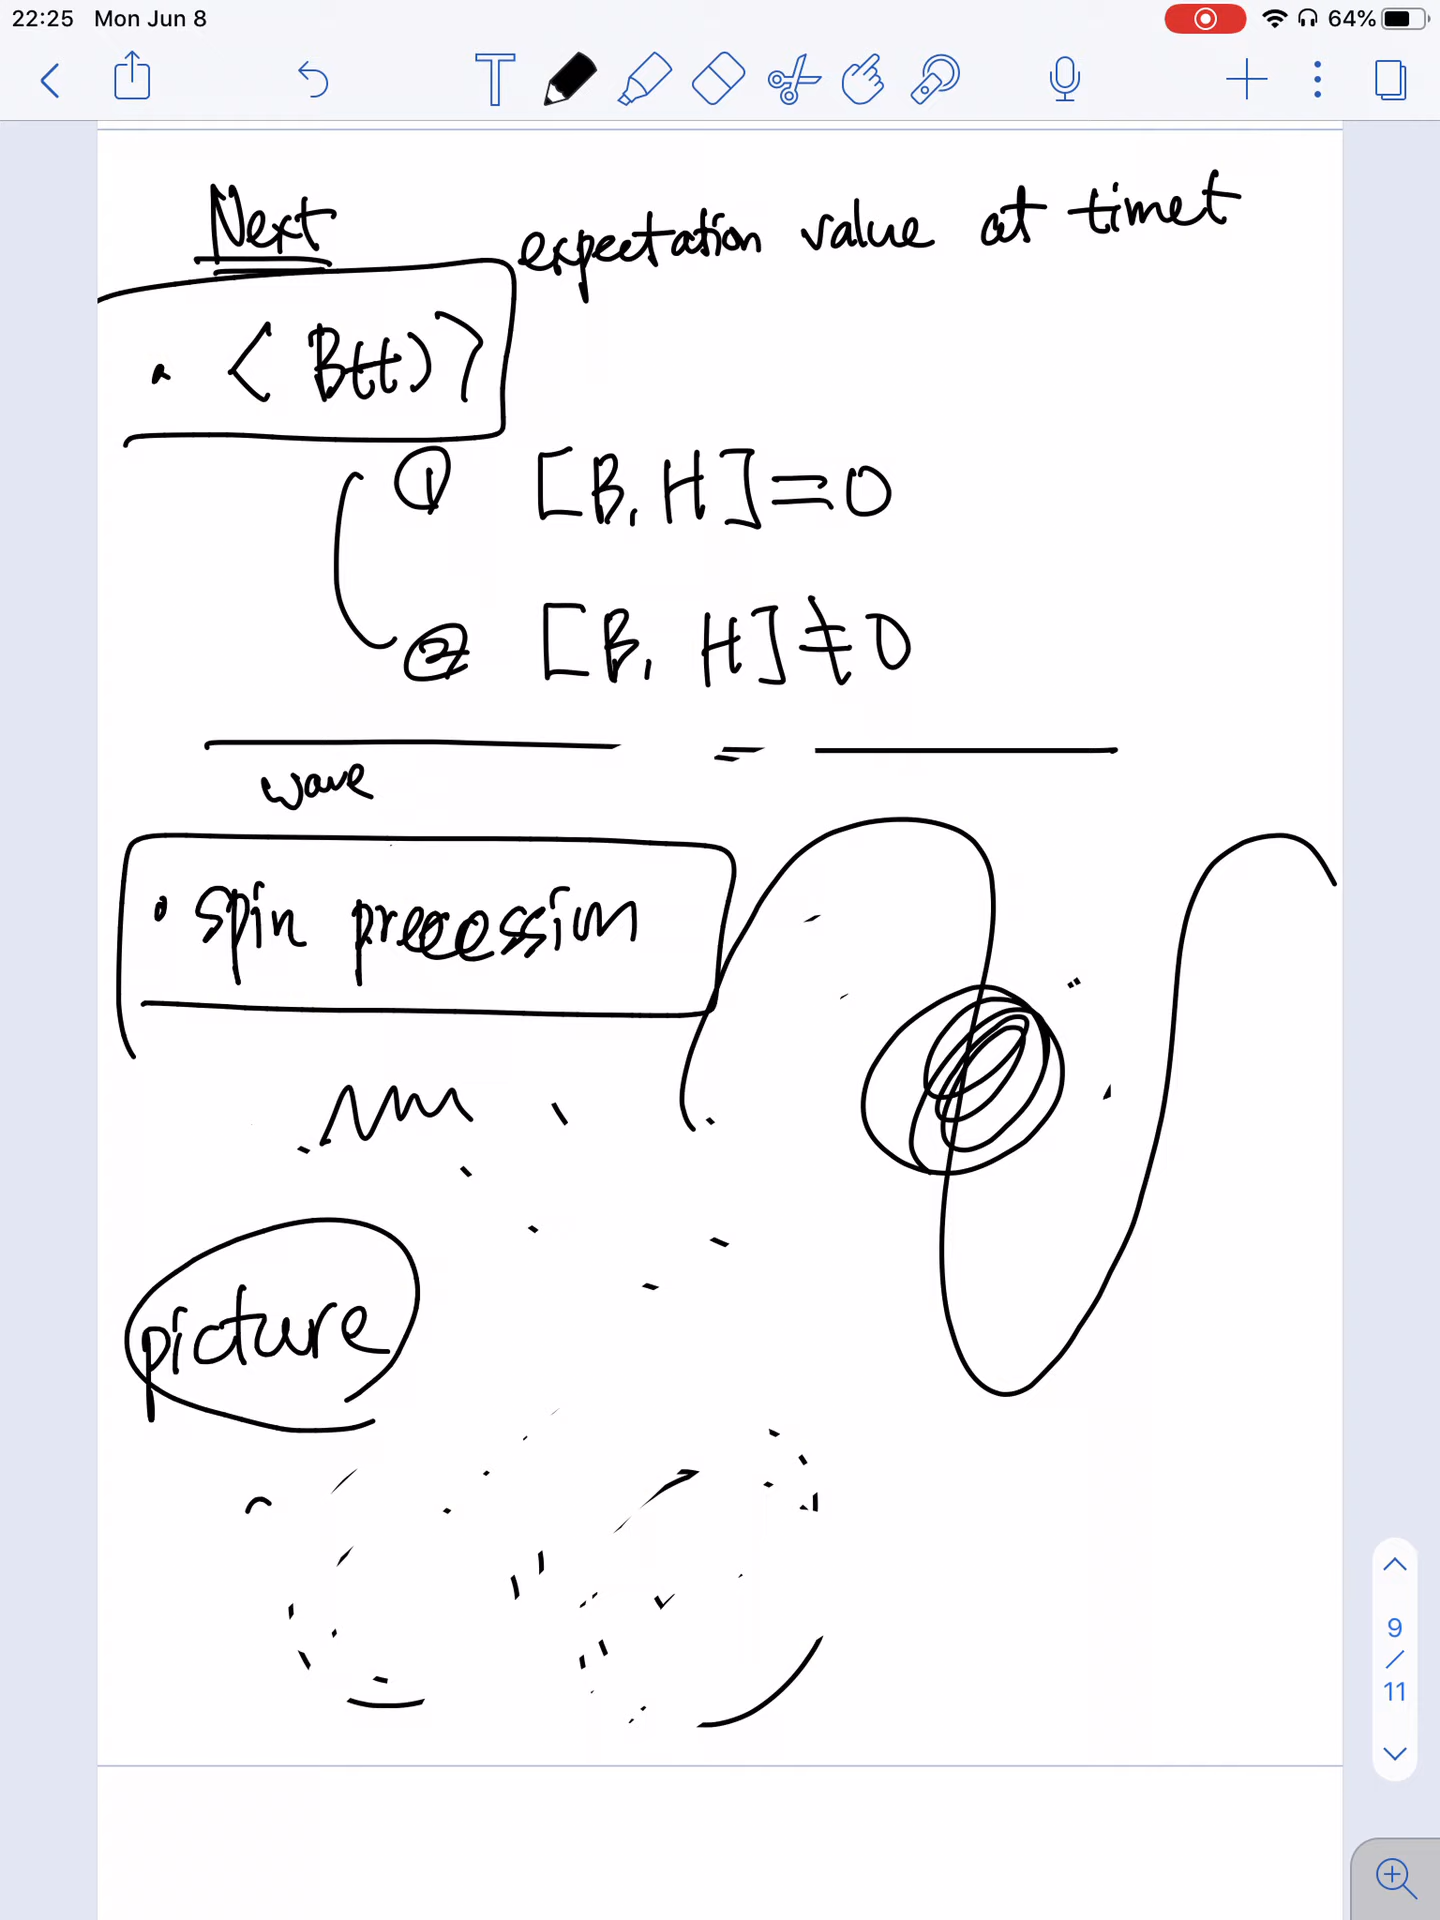 22:25 Mon Jun 8 64%
T
Next expectation value at time t
. < B(t) >
① [B, H] = 0
② [B, H] ≠ 0
wave
• spin precession
picture
9
/
11